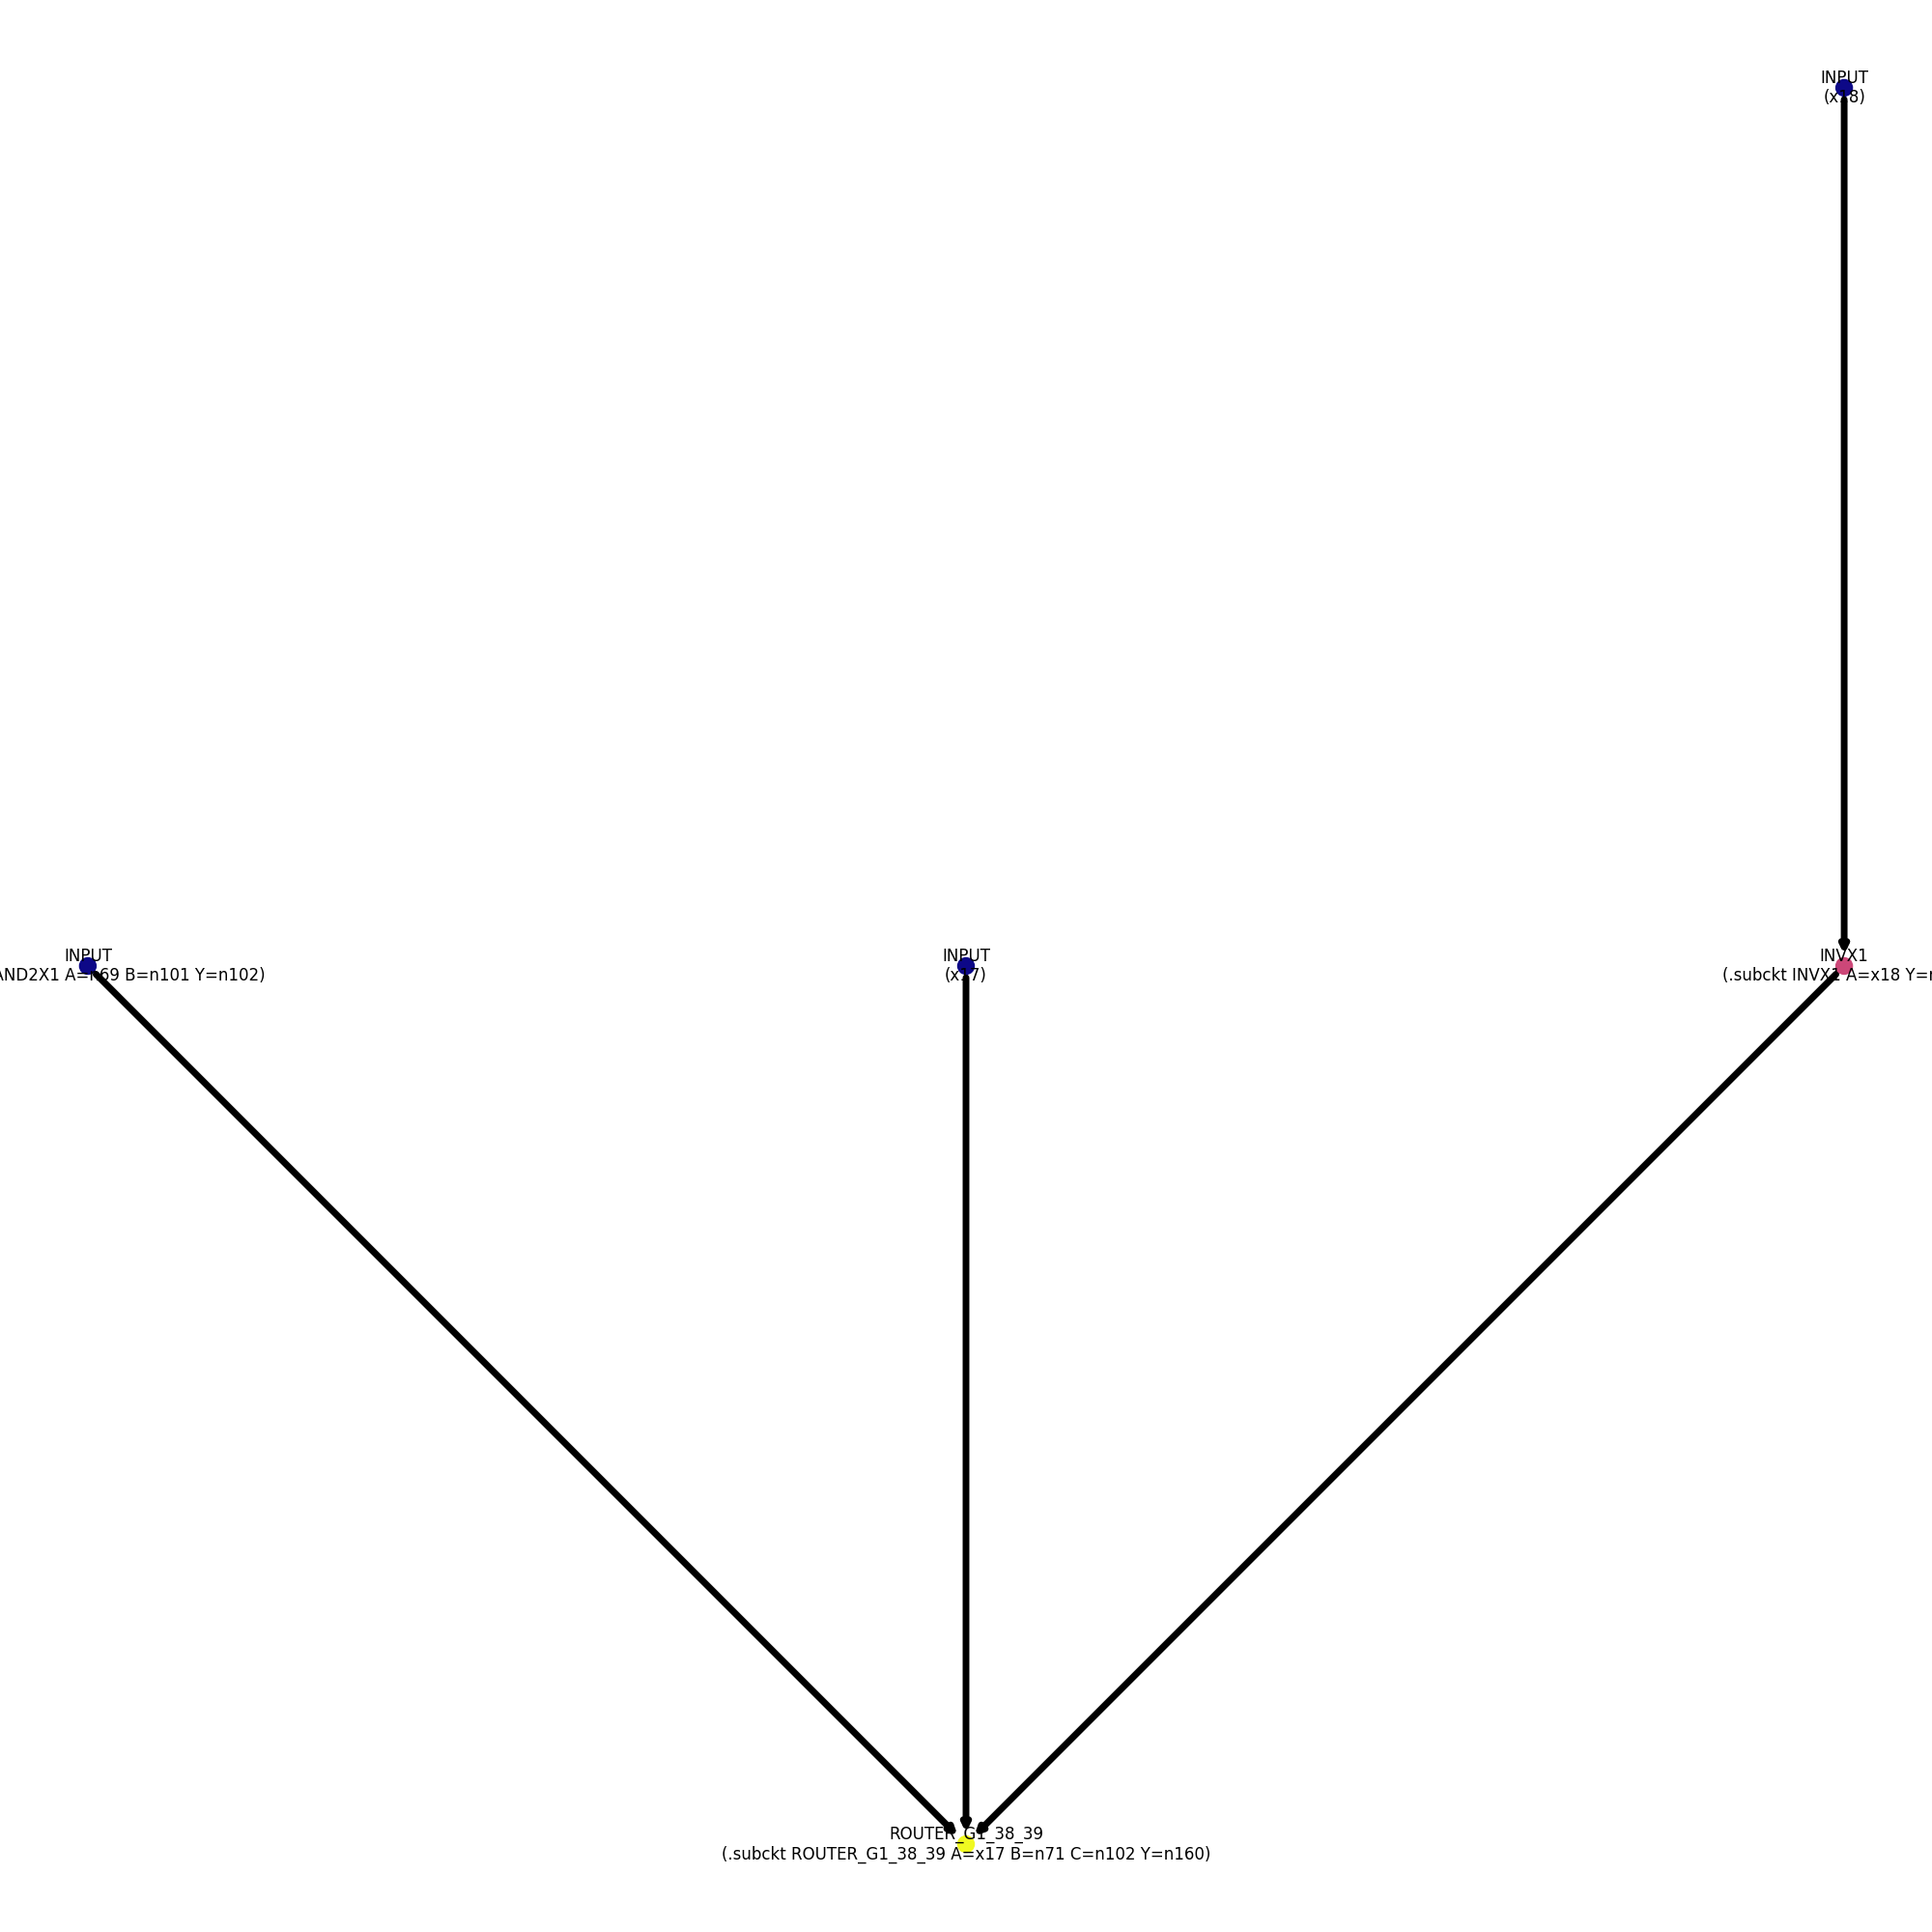 INPUT
(x18)
INPUT
AND2X1 A=n69 B=n101 Y=n102)
INPUT
(x17)
INVX1
(.subckt INVX1 A=x18
ROUTER_G1_38_39
(.subckt ROUTER_G1_38_39 A=x17 B=n71 C=n102 Y=n160)